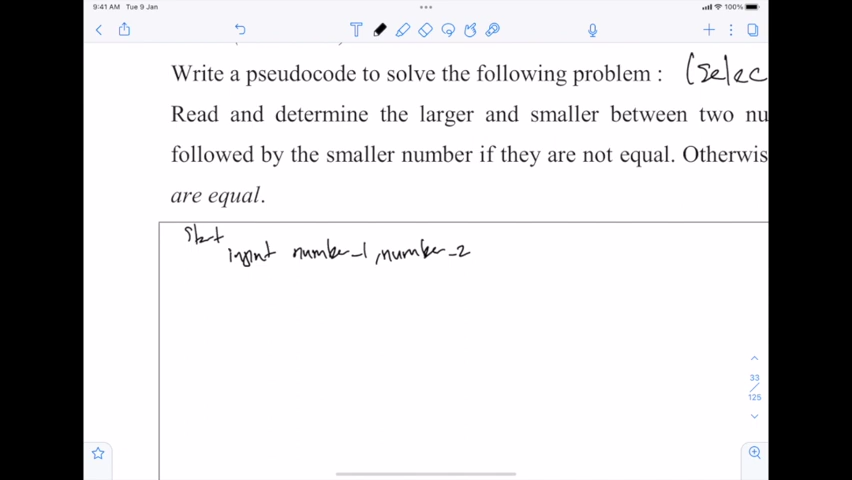 9:41 AM Tue 9 Jan
100%
T
Write a pseudocode to solve the following problem : (selec
Read and determine the larger and smaller between two nu
followed by the smaller number if they are not equal. Otherwis
are equal.
start
input number_1, number_2
33
/
125